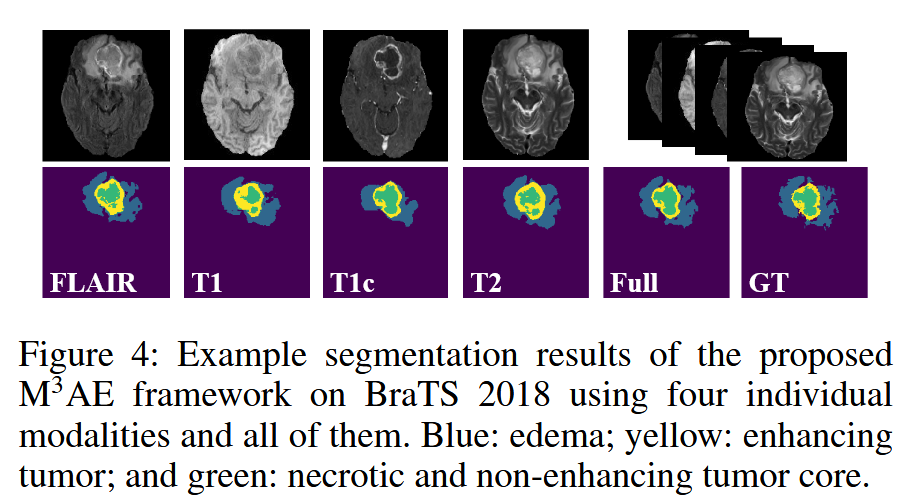 FLAIR T1 T1c T2 Full GT
Figure 4: Example segmentation results of the proposed
M³AE framework on BraTS 2018 using four individual
modalities and all of them. Blue: edema; yellow: enhancing
tumor; and green: necrotic and non-enhancing tumor core.